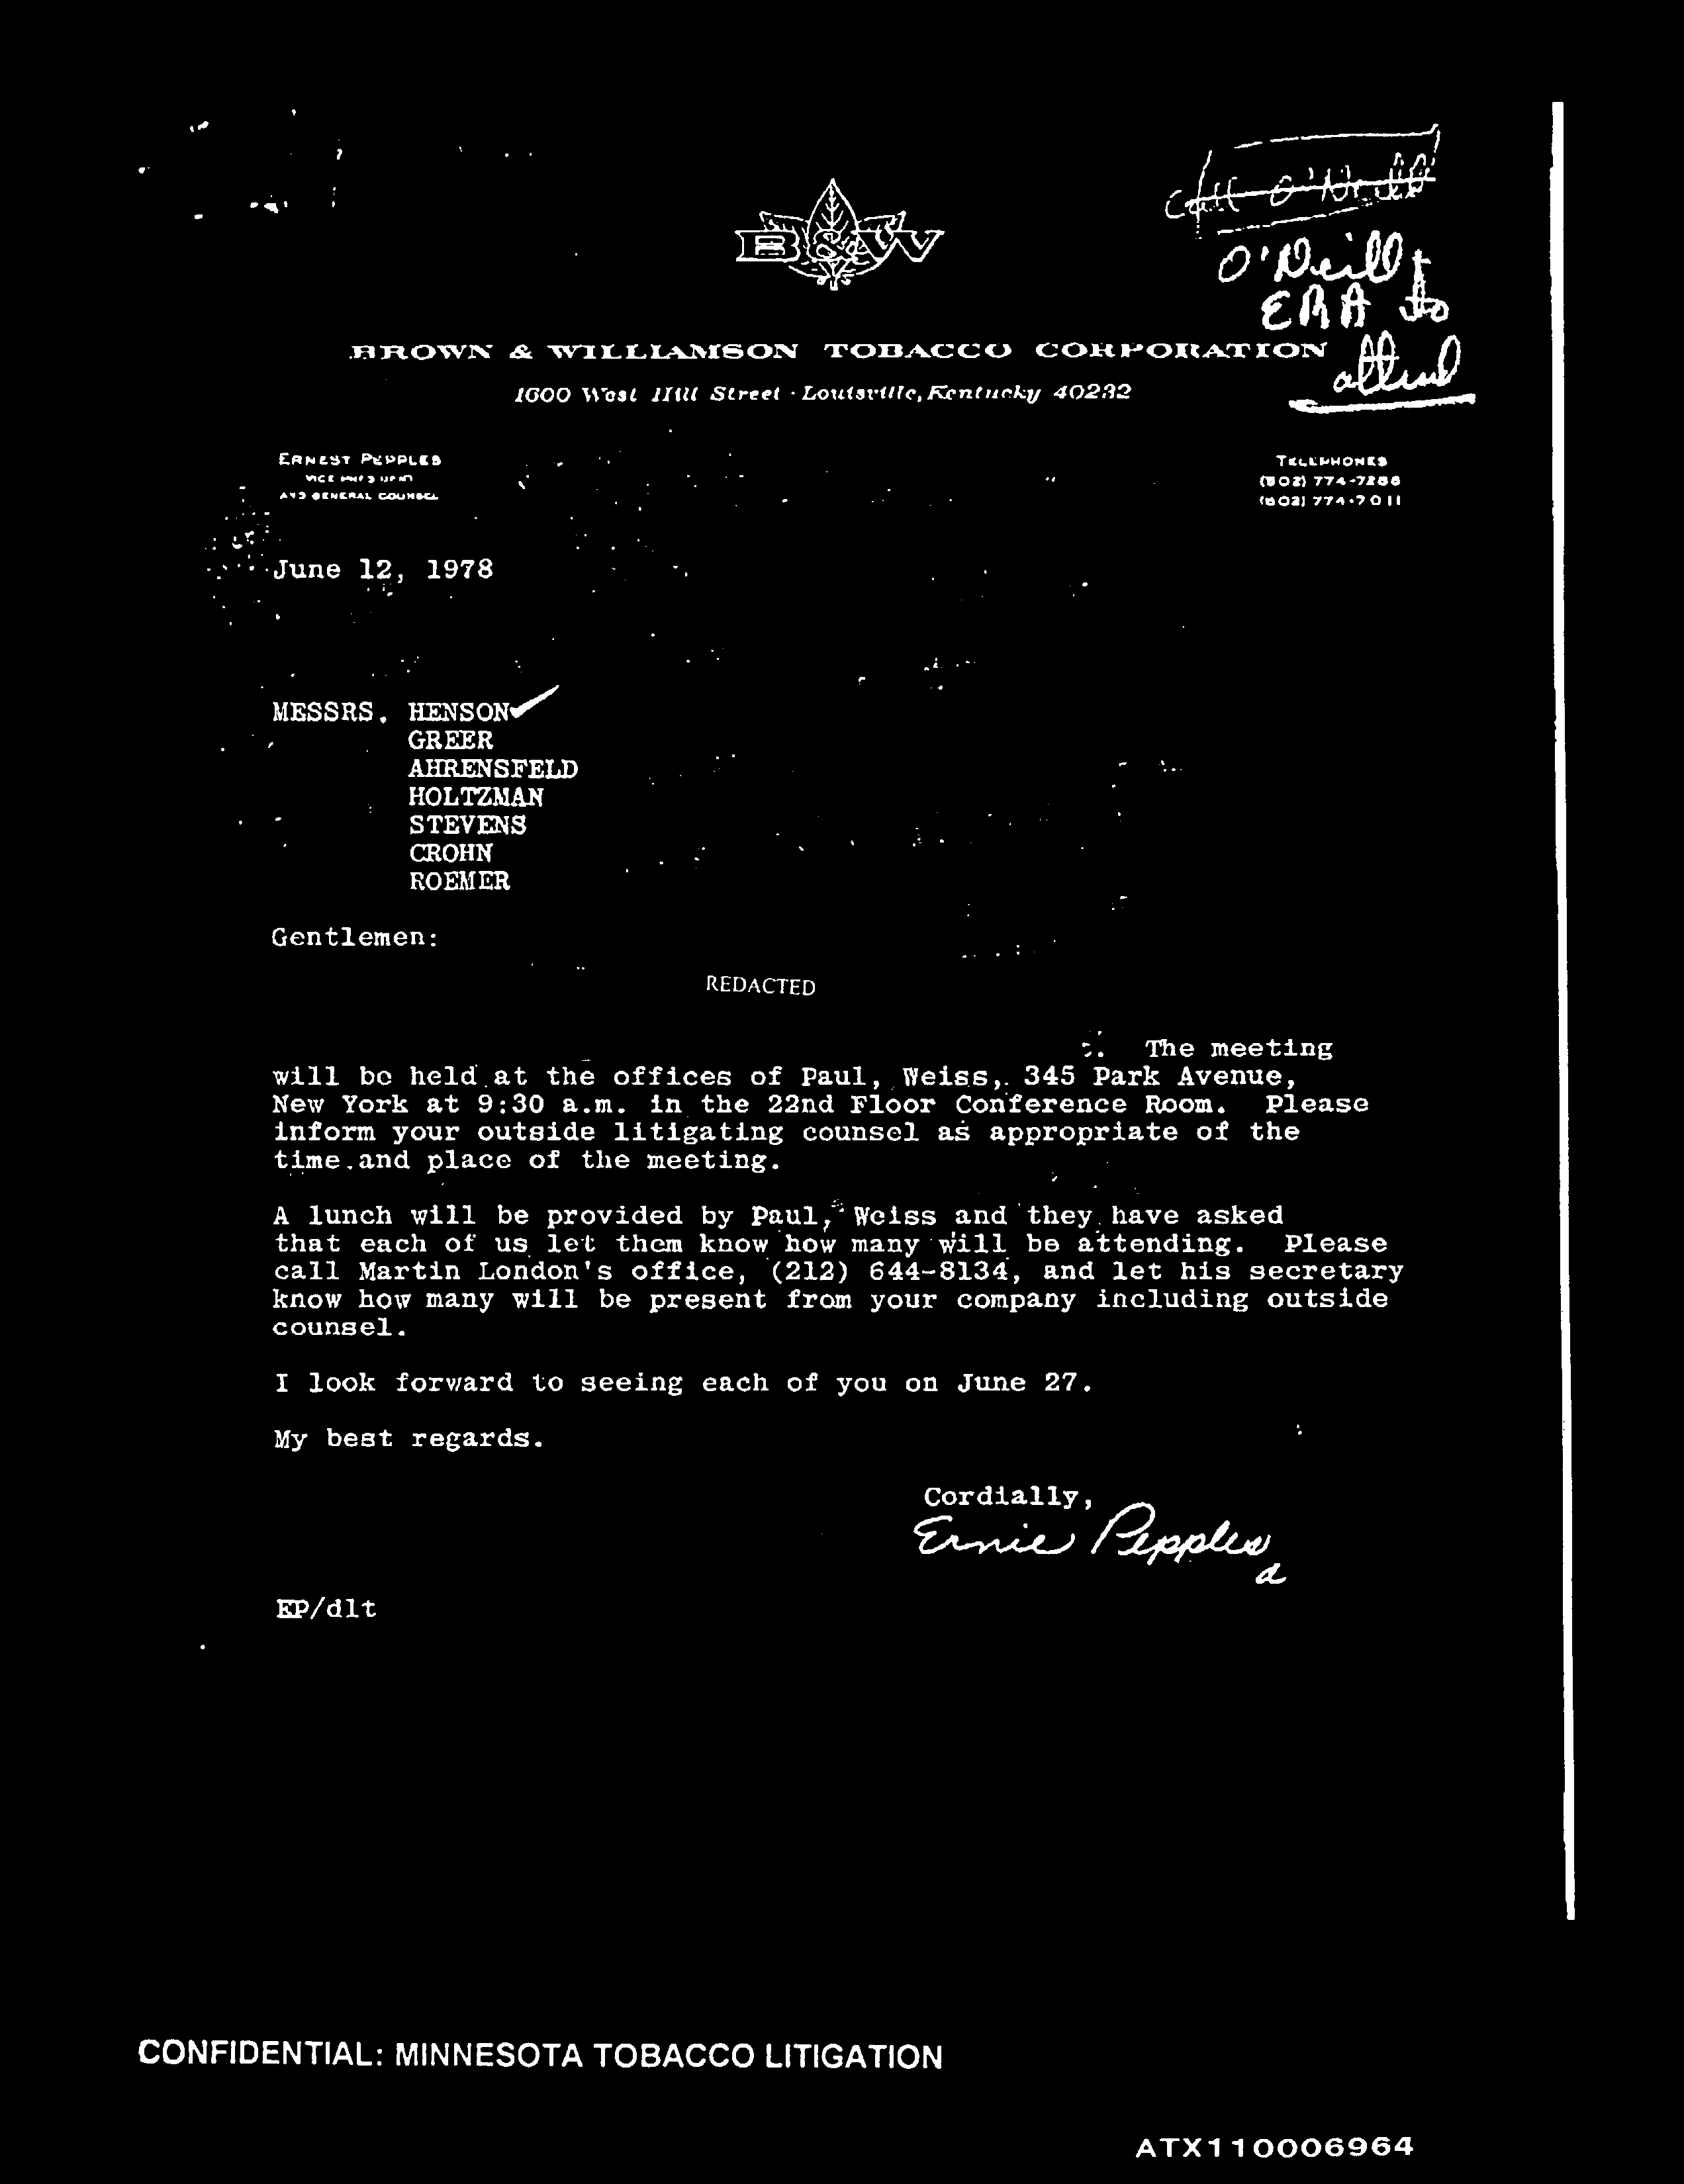 Call O'Neill
O'Neill &
ERA to
attend
B&W
BROWN & WILLIAMSON TOBACCO CORPORATION
1600 West Hill Street · Louisville, Kentucky 40232
ERNEST PEPPLES
VICE PRESIDENT
AND GENERAL COUNSEL
TELEPHONES
(502) 774-7288
(502) 774-7011
June 12, 1978
MESSRS. HENSON
GREER
AHRENSFELD
HOLTZMAN
STEVENS
CROHN
ROEMER
Gentlemen:
REDACTED
The meeting
will be held at the offices of Paul, Weiss, 345 Park Avenue,
New York at 9:30 a.m. in the 22nd Floor Conference Room. Please
inform your outside litigating counsel as appropriate of the
time and place of the meeting.
A lunch will be provided by Paul, Weiss and they have asked
that each of us let them know how many will be attending. Please
call Martin London's office, (212) 644-8134, and let his secretary
know how many will be present from your company including outside
counsel.
I look forward to seeing each of you on June 27.
My best regards.
Cordially,
Ernie Pepples
a
EP/dlt
CONFIDENTIAL: MINNESOTA TOBACCO LITIGATION
ATX110006964